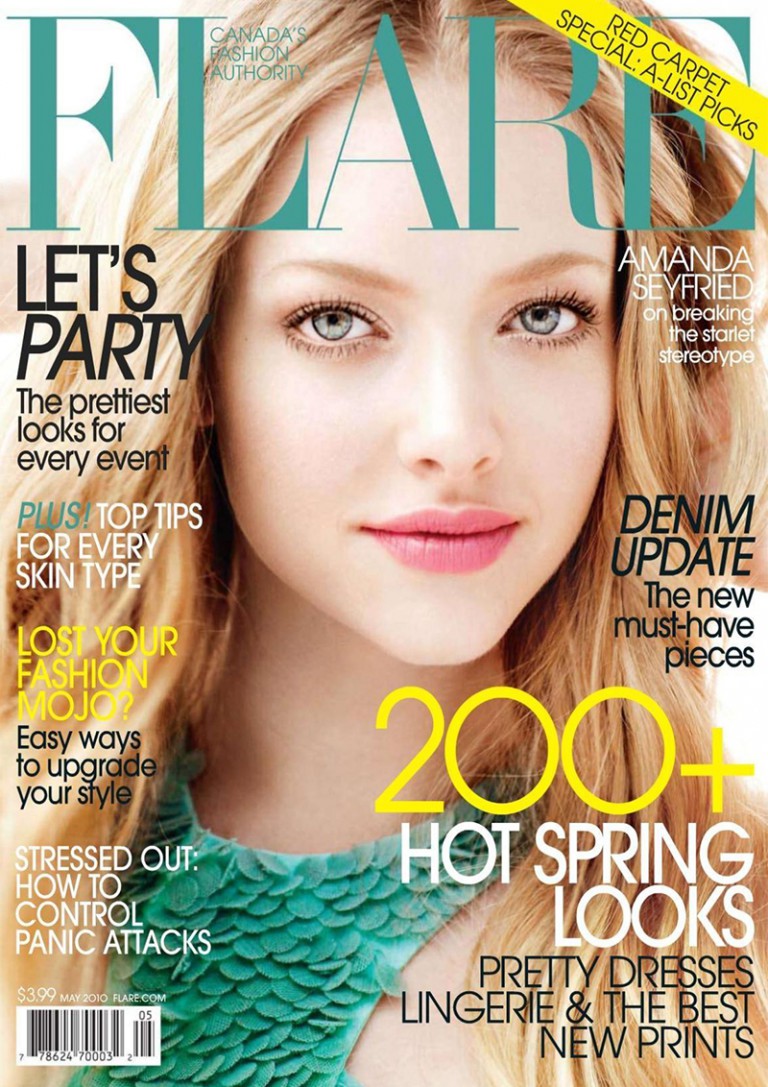 FLARE
CANADA'S
FASHION
AUTHORITY
RED CARPET
SPECIAL: A-LIST PICKS
LET'S
PARTY
The prettiest
looks for
every event
PLUS! TOP TIPS
FOR EVERY
SKIN TYPE
LOST YOUR
FASHION
MOJO?
Easy ways
to upgrade
your style
STRESSED OUT:
HOW TO
CONTROL
PANIC ATTACKS
$3.99 MAY 2010 FLARE.COM
05
7 78624 70003 2
AMANDA
SEYFRIED
on breaking
the starlet
stereotype
DENIM
UPDATE
The new
must-have
pieces
200+
HOT SPRING
LOOKS
PRETTY DRESSES
LINGERIE & THE BEST
NEW PRINTS